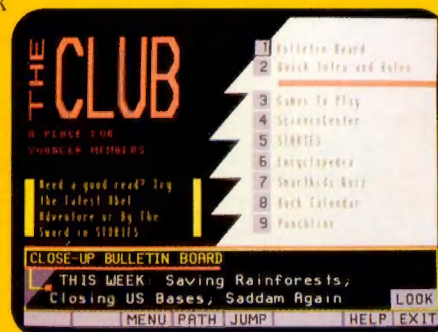 THE
CLUB
A PLACE FOR
YOUNGER MEMBERS
1 Bulletin Board
2 Quick Intro and Rules
3 Games To Play
4 ScienceCenter
5 STORIES
6 Encyclopedia
7 Smartkids Quiz
8 Rock Calendar
9 Punchline
Need a good read? Try
the latest
Adventure or By The
Sword in STORIES
CLOSE-UP BULLETIN BOARD
THIS WEEK: Saving Rainforests,
Closing US Bases, Saddam Again
LOOK
MENU PATH JUMP HELP EXIT